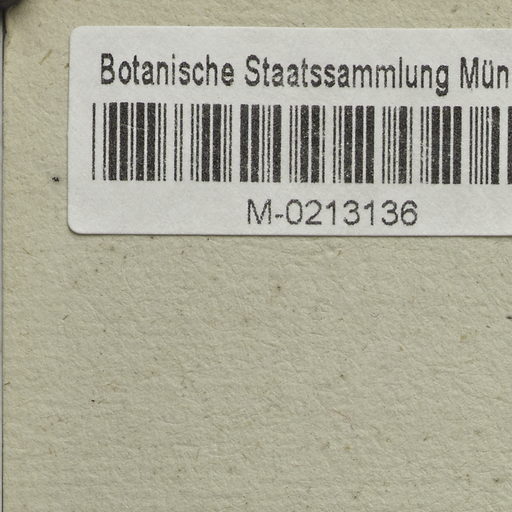 Botanische Staatssammlung Mün
M-0213136